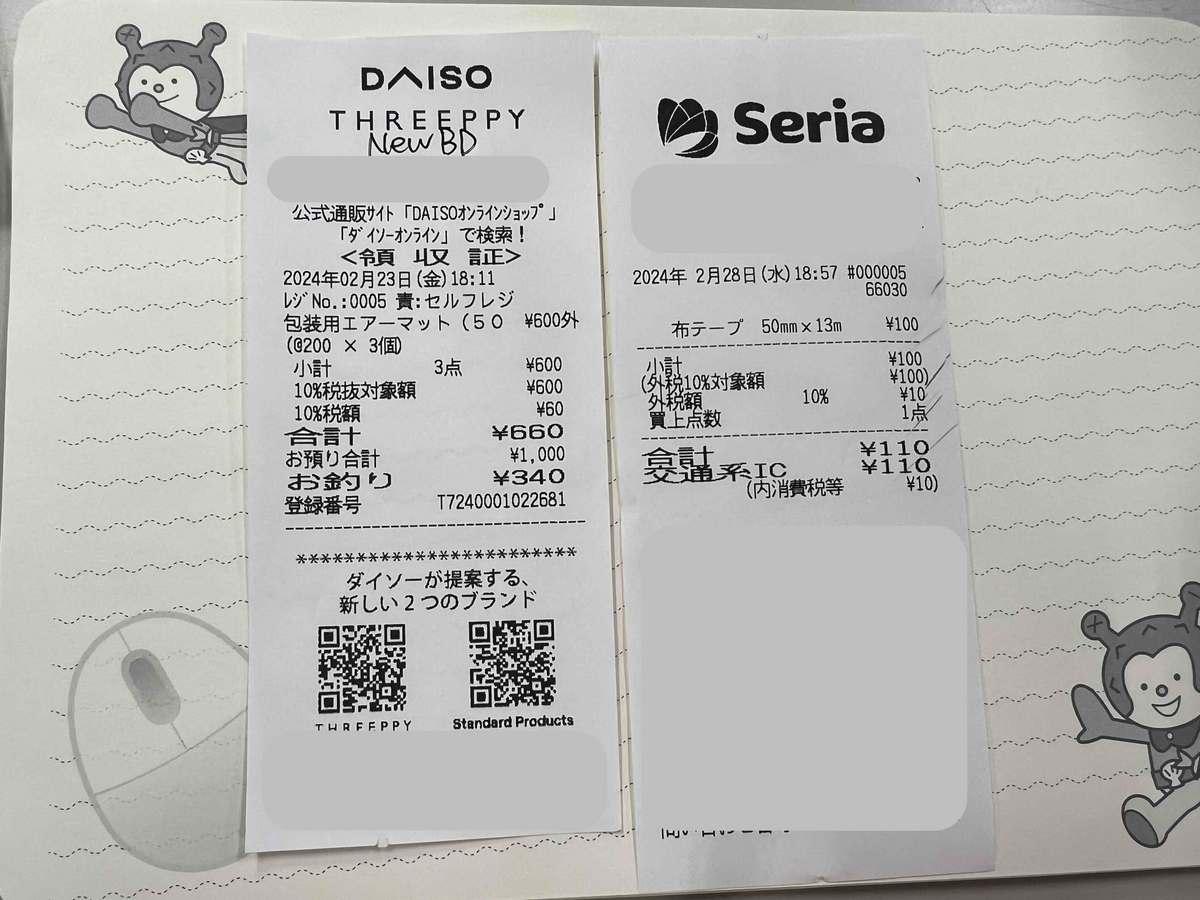 DAISO
THREEPPY
New BD
公式通販ｻｲﾄ「DAISOｵﾝﾗｲﾝｼｮｯﾌﾟ」
「ﾀﾞｲｿｰｵﾝﾗｲﾝ」で検索！
<領 収 証>
2024年02月23日(金)18:11
ﾚｼﾞNo.:0005 責:セルフレジ
包装用エアーマット（５０ ¥600外
(@200 × 3個)
小計 3点 ¥600
10%税抜対象額 ¥600
10%税額 ¥60
合計 ¥660
お預り合計 ¥1,000
お釣り ¥340
登録番号 T7240001022681
************************
ダイソーが提案する、
新しい２つのブランド
THREEPPY Standard Products
Seria
2024年 2月28日(水)18:57 #000005
66030
布テープ 50mm×13m ¥100
小計 ¥100
(外税10%対象額 ¥100)
外税額 10% ¥10
買上点数 1点
合計 ¥110
交通系IC ¥110
(内消費税等 ¥10)